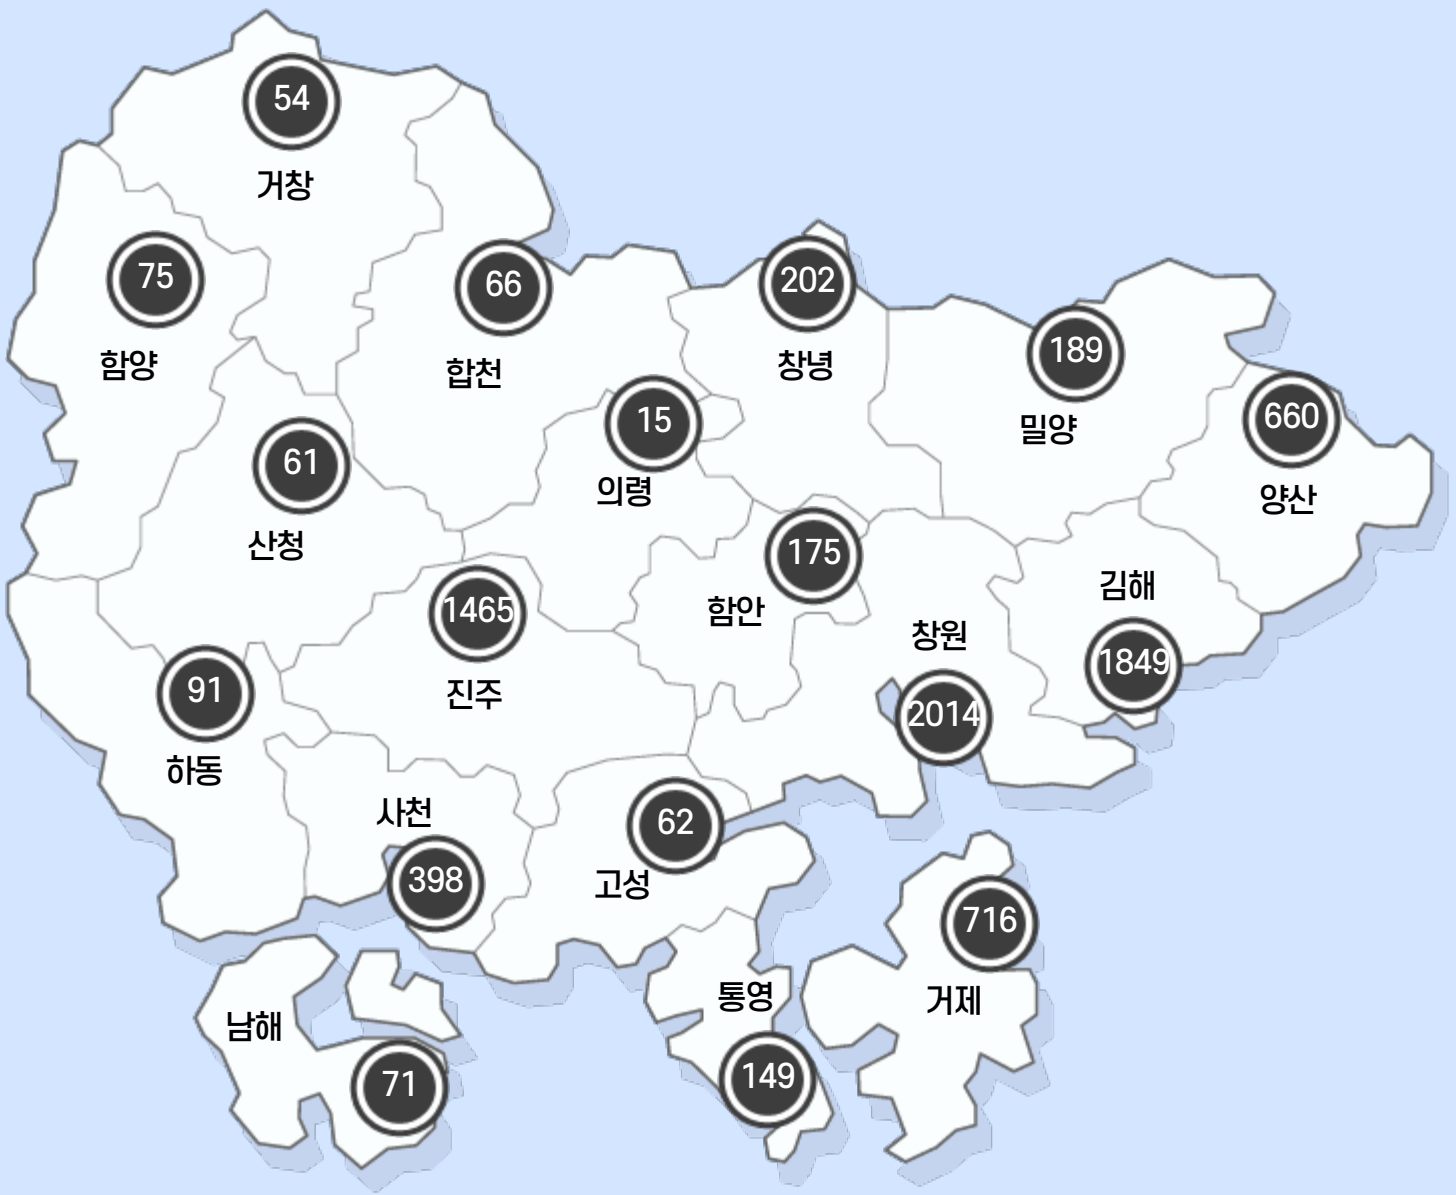 54
거창
75
함양
66
합천
202
창녕
189
밀양
660
양산
15
의령
61
산청
175
함안
김해
1849
1465
진주
창원
2014
91
하동
사천
398
62
고성
716
거제
통영
149
남해
71